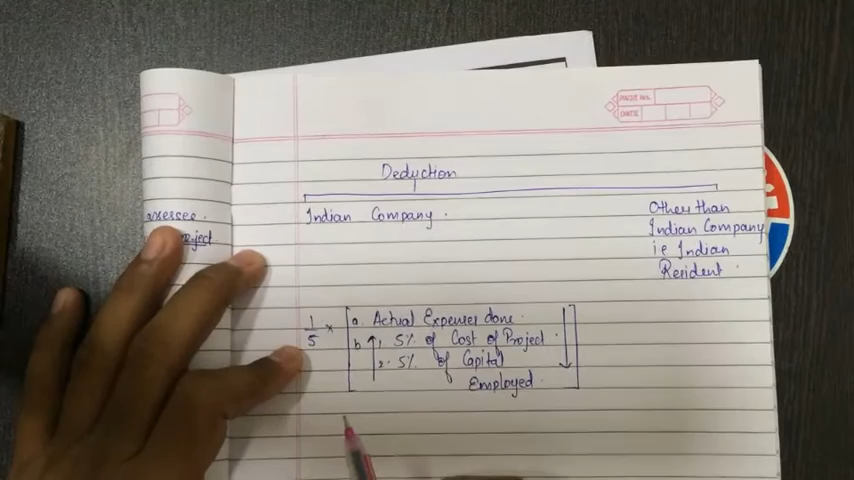 PAGE No.
DATE
Deduction
Indian Company.
Other than
Indian Company
ie Indian
Resident.
assessee.
1/5 × [a. Actual Expenses done.
b 1. 5% of Cost of Project.
2. 5% of Capital
Employed.]